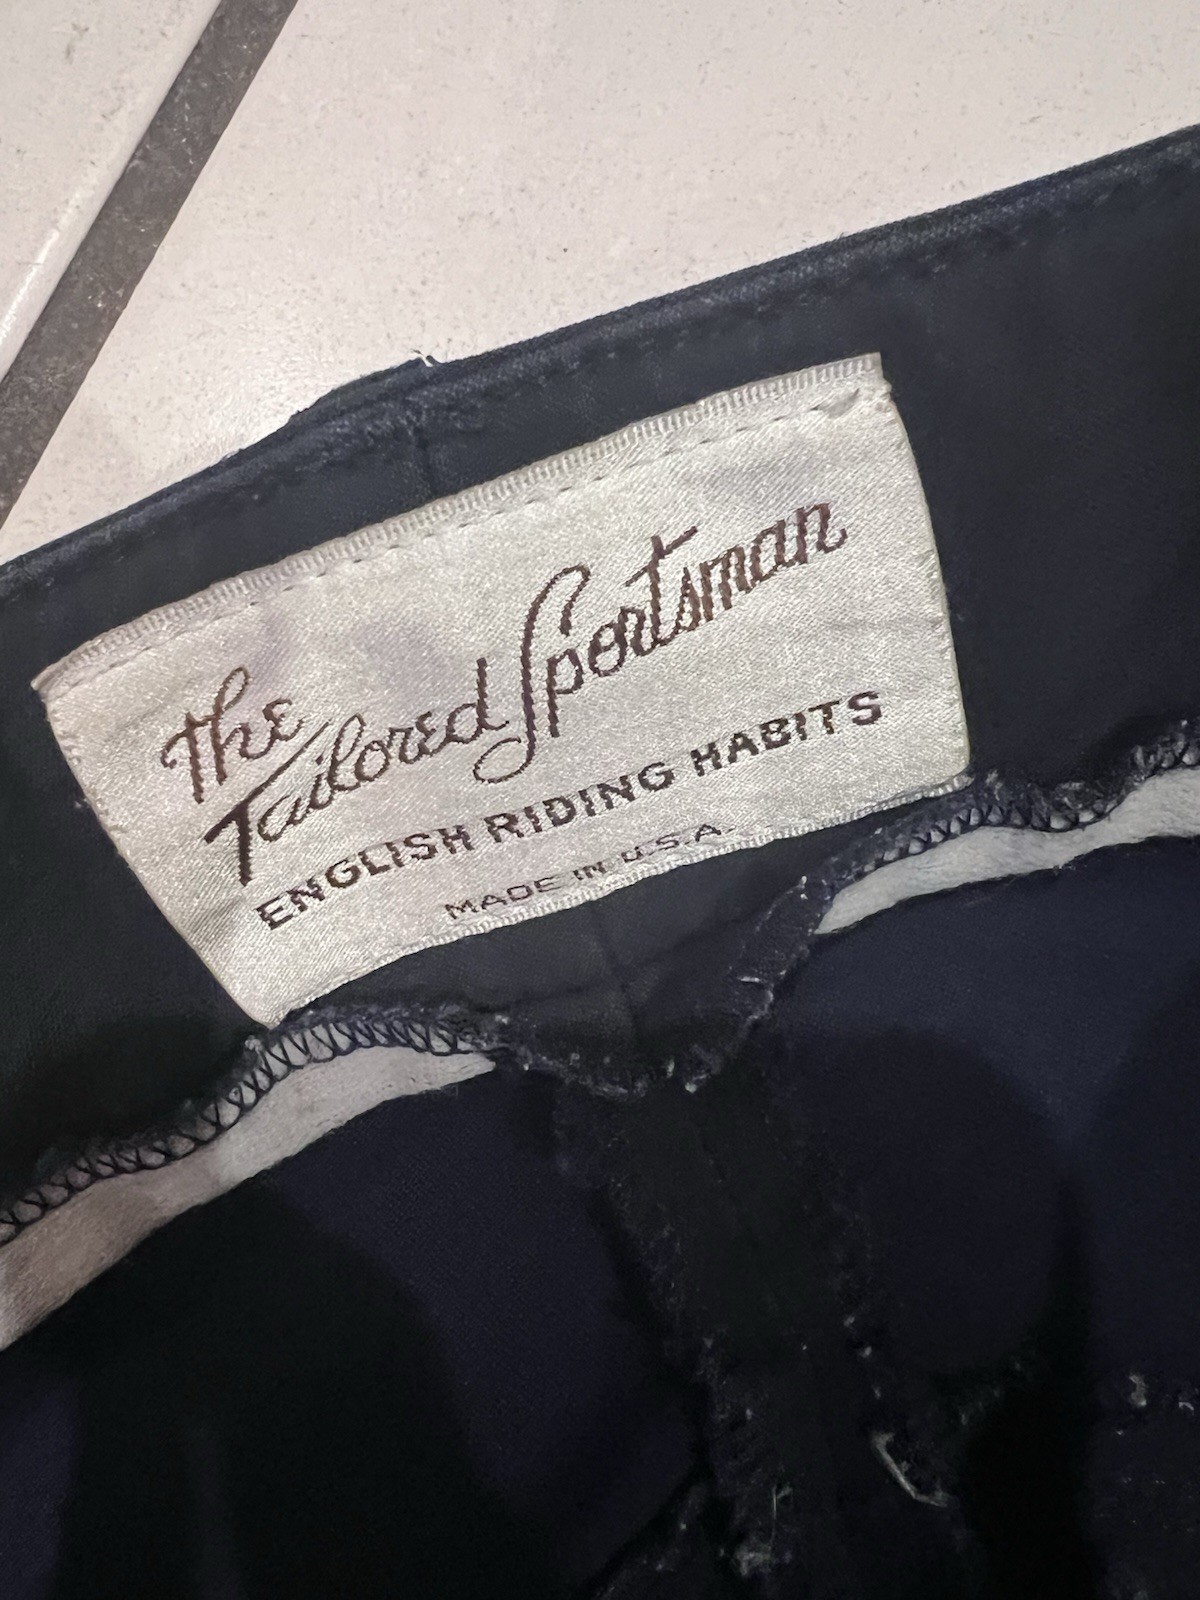 The
Tailored Sportsman
ENGLISH RIDING HABITS
MADE IN U.S.A.